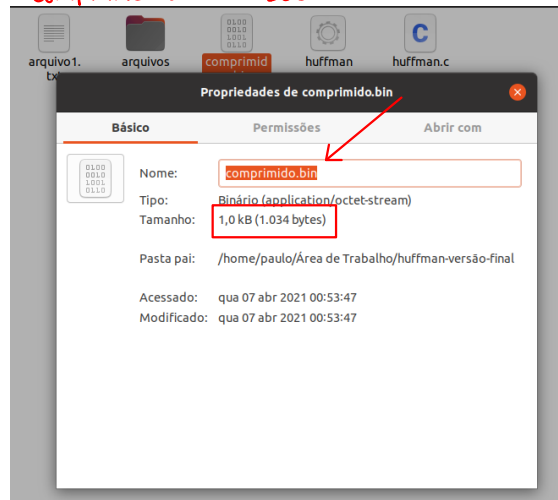 arquivo1.
arquivos
comprimid
huffman
huffman.c
Propriedades de comprimido.bin
Básico
Permissões
Abrir com
Nome:
comprimido.bin
Tipo:
Binário (application/octet-stream)
Tamanho:
1,0 kB (1.034 bytes)
Pasta pai:
/home/paulo/Área de Trabalho/huffman-versão-final
Acessado:
qua 07 abr 2021 00:53:47
Modificado:
qua 07 abr 2021 00:53:47